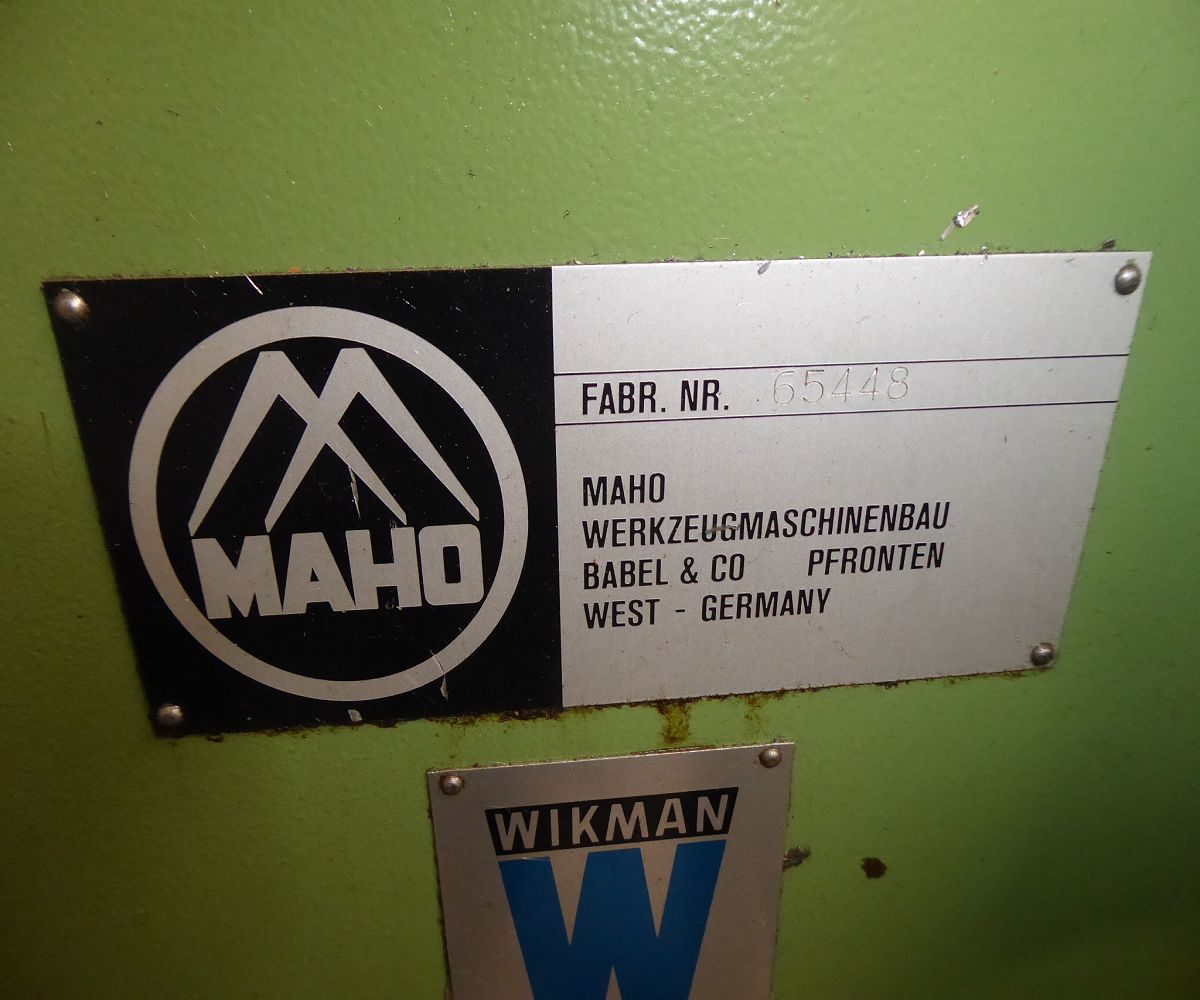 MAHO
FABR. NR. 65448
MAHO
WERKZEUGMASCHINENBAU
BABEL & CO PFRONTEN
WEST - GERMANY
WIKMAN
W